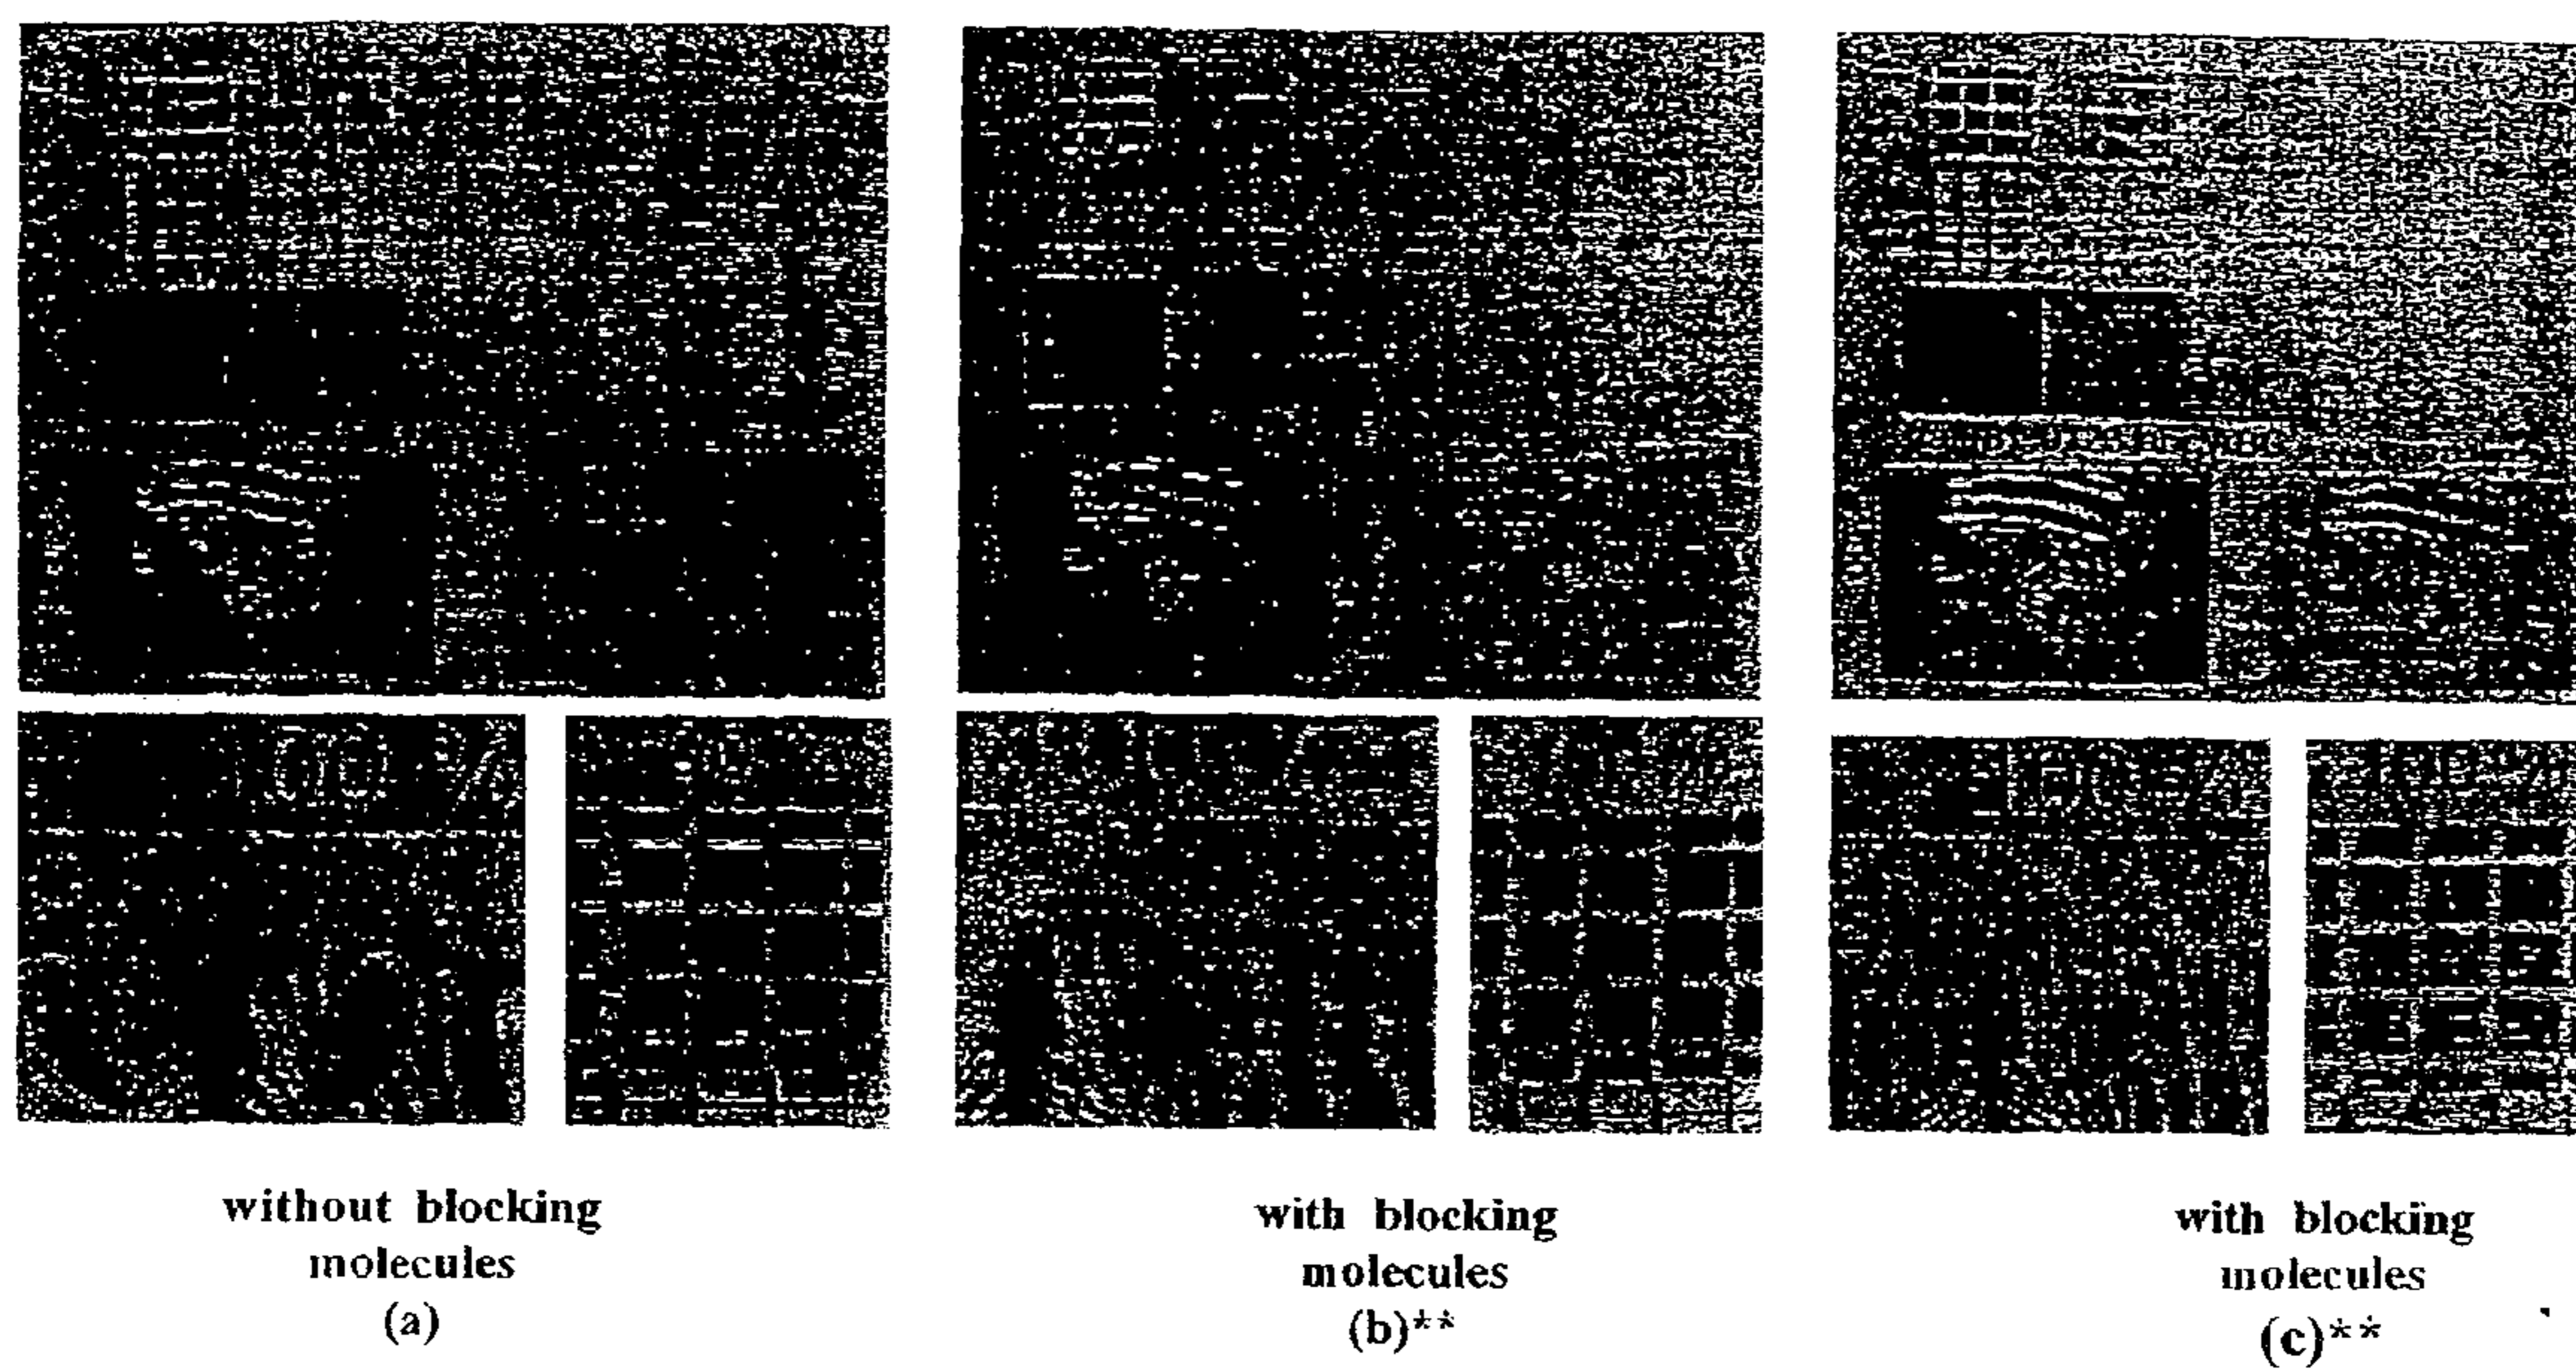 without blocking
molecules
(a)
with blocking
molecules
(b)**
with blocking
molecules
(c)**